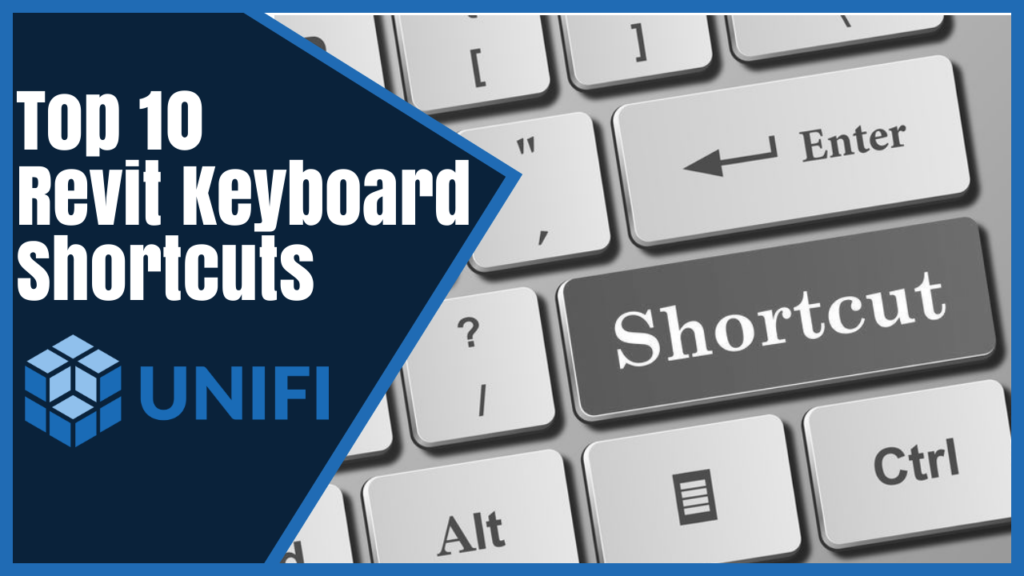 Top 10
Revit Keyboard
Shortcuts
UNIFI
[
]
\
"
,
Enter
?
/
Shortcut
Alt
Ctrl